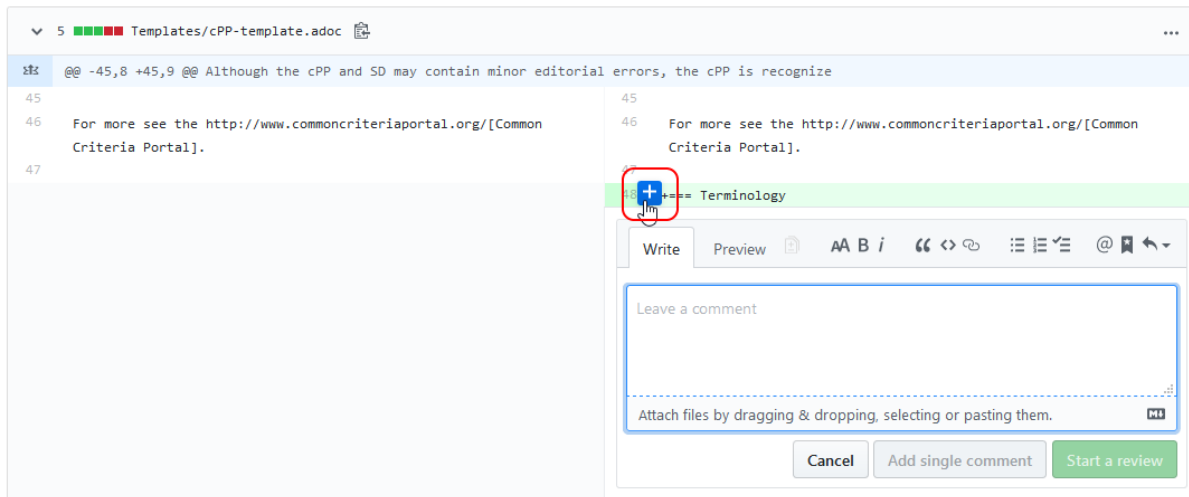 5 Templates/cPP-template.adoc
@@ -45,8 +45,9 @@ Although the cPP and SD may contain minor editorial errors, the cPP is recognize
45
46 For more see the http://www.commoncriteriaportal.org/[Common
Criteria Portal].
47
45
46 For more see the http://www.commoncriteriaportal.org/[Common
Criteria Portal].
47
48 +=== Terminology
Write Preview AA B i
Leave a comment
Attach files by dragging & dropping, selecting or pasting them.
Cancel Add single comment Start a review